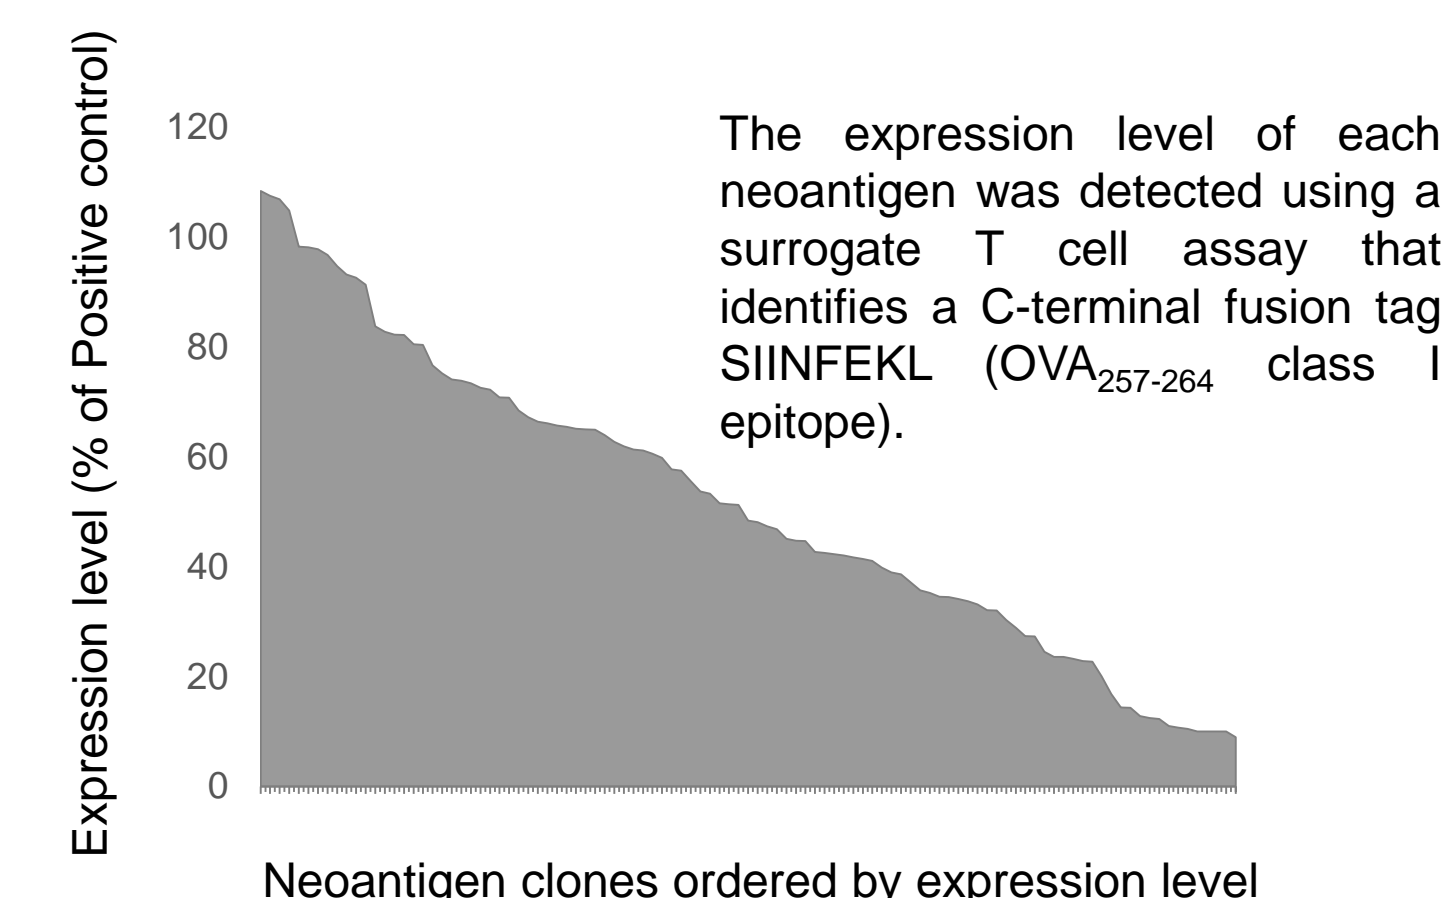 Expression level (% of Positive control)
120
100
80
60
40
20
0
The expression level of each
neoantigen was detected using a
surrogate T cell assay that
identifies a C-terminal fusion tag
SIINFEKL (OVA257-264 class I
epitope).
Neoantigen clones ordered by expression level